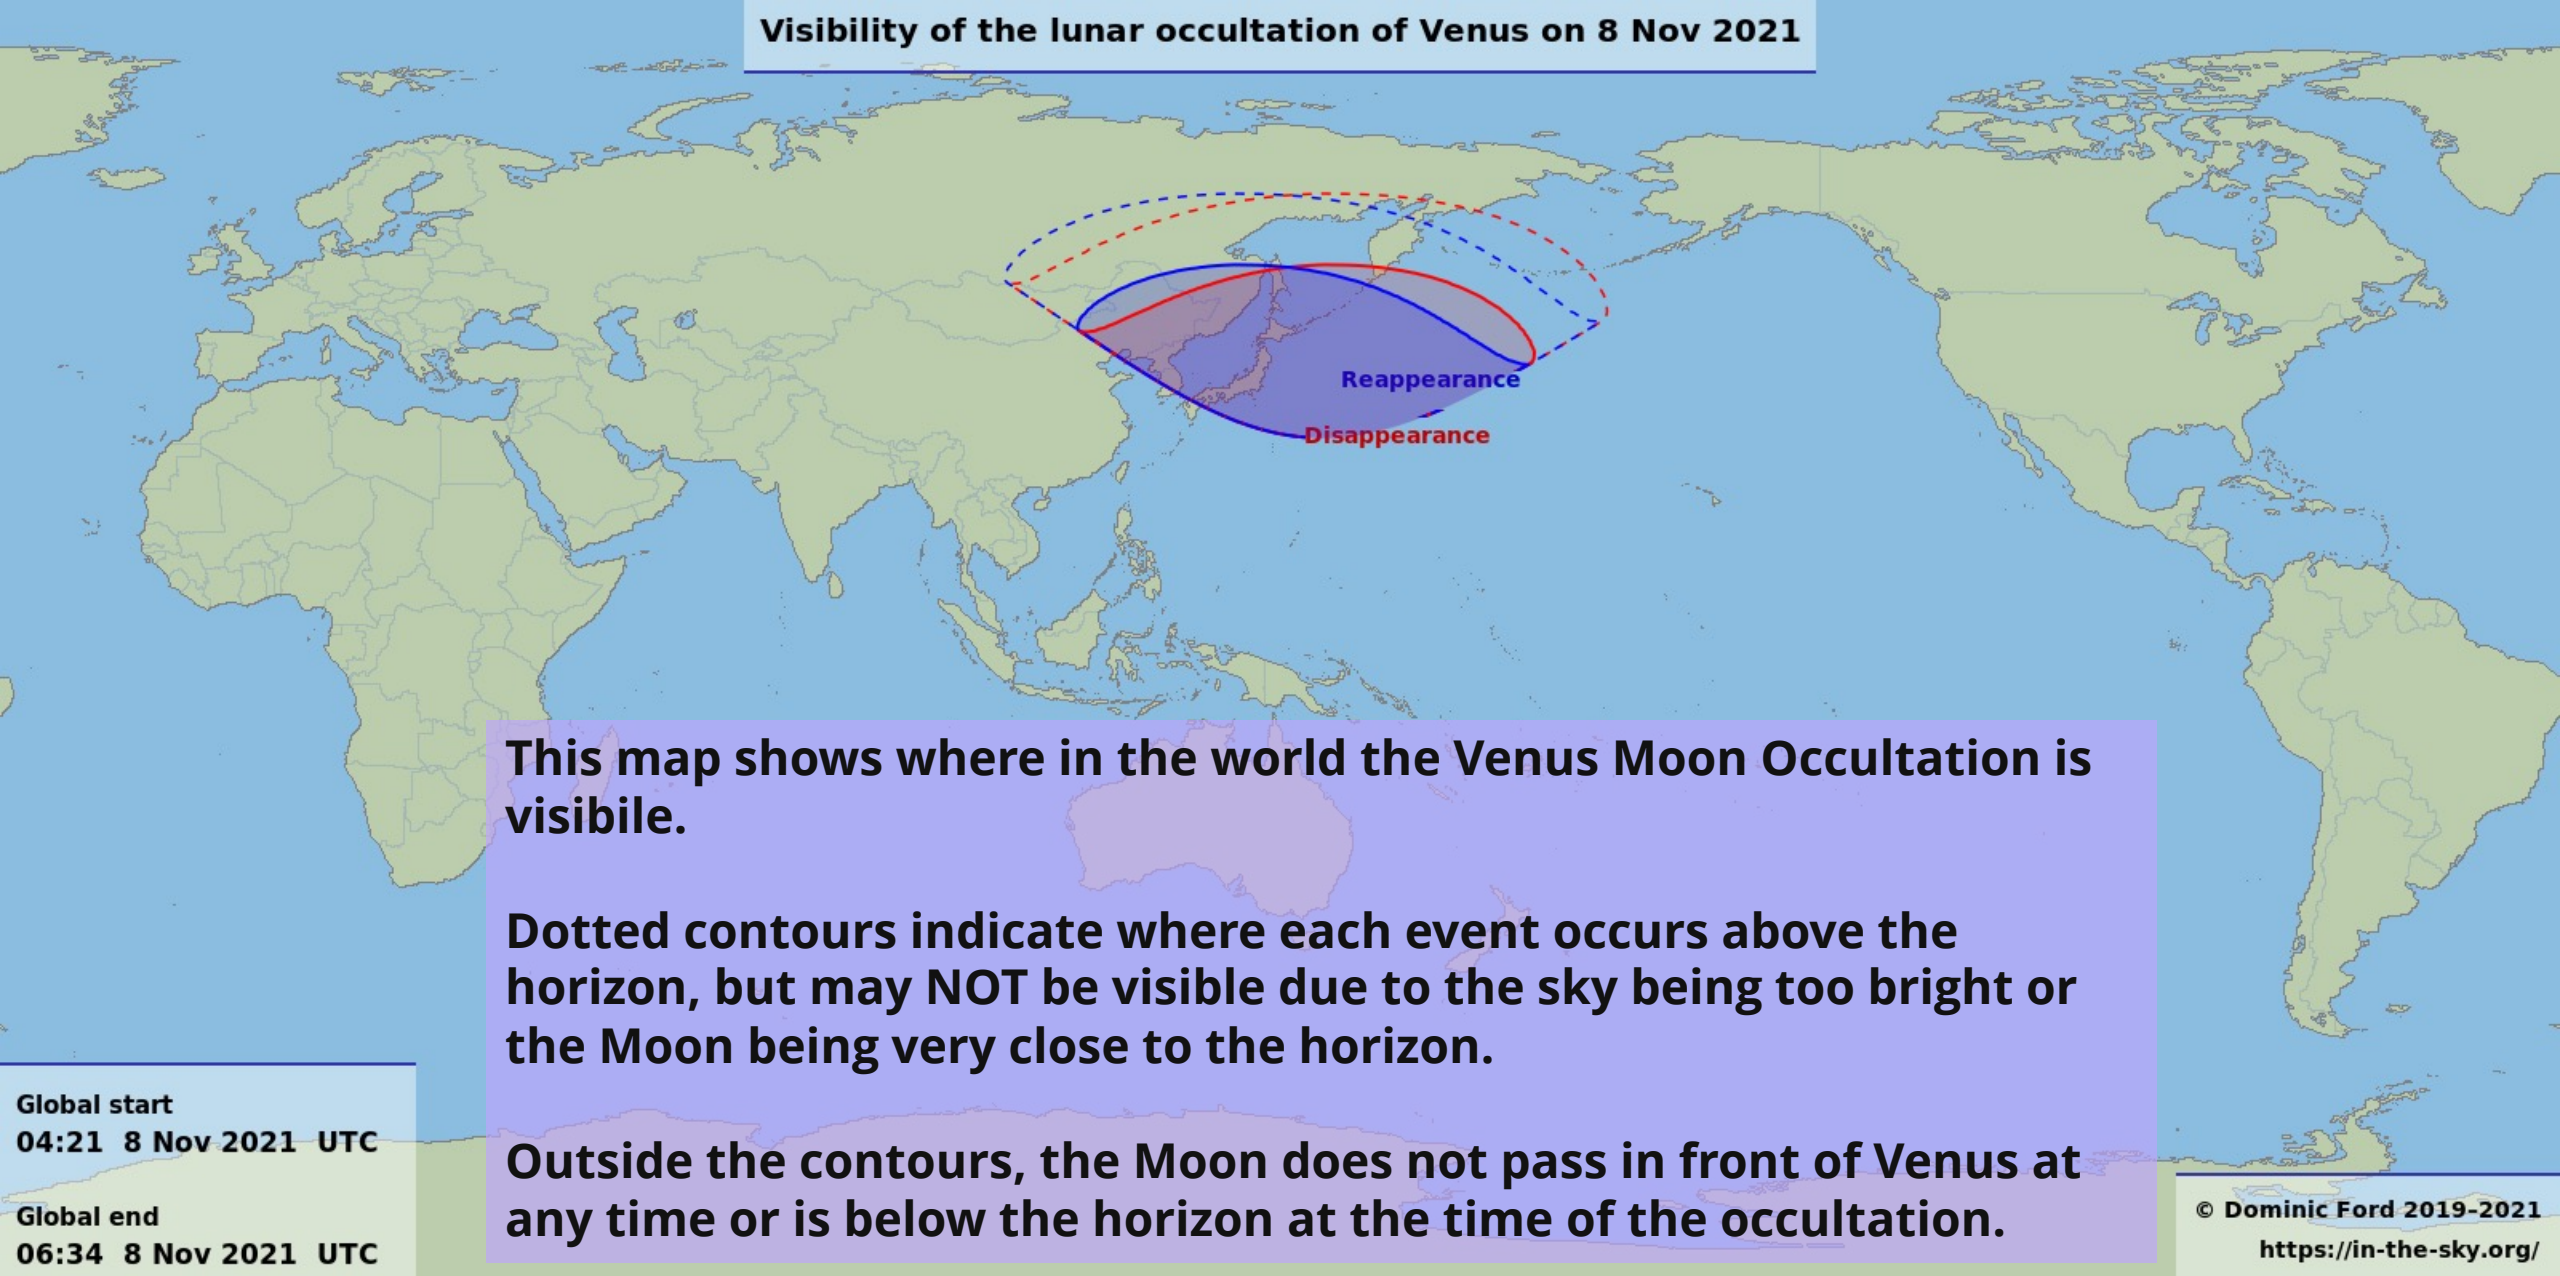 Visibility of the lunar occultation of Venus on 8 Nov 2021
Reappearance
Disappearance
This map shows where in the world the Venus Moon Occultation is
visibile.
Dotted contours indicate where each event occurs above the
horizon, but may NOT be visible due to the sky being too bright or
the Moon being very close to the horizon.
Outside the contours, the Moon does not pass in front of Venus at
any time or is below the horizon at the time of the occultation.
Global start
04:21 8 Nov 2021 UTC
Global end
06:34 8 Nov 2021 UTC
© Dominic Ford 2019–2021
https://in-the-sky.org/